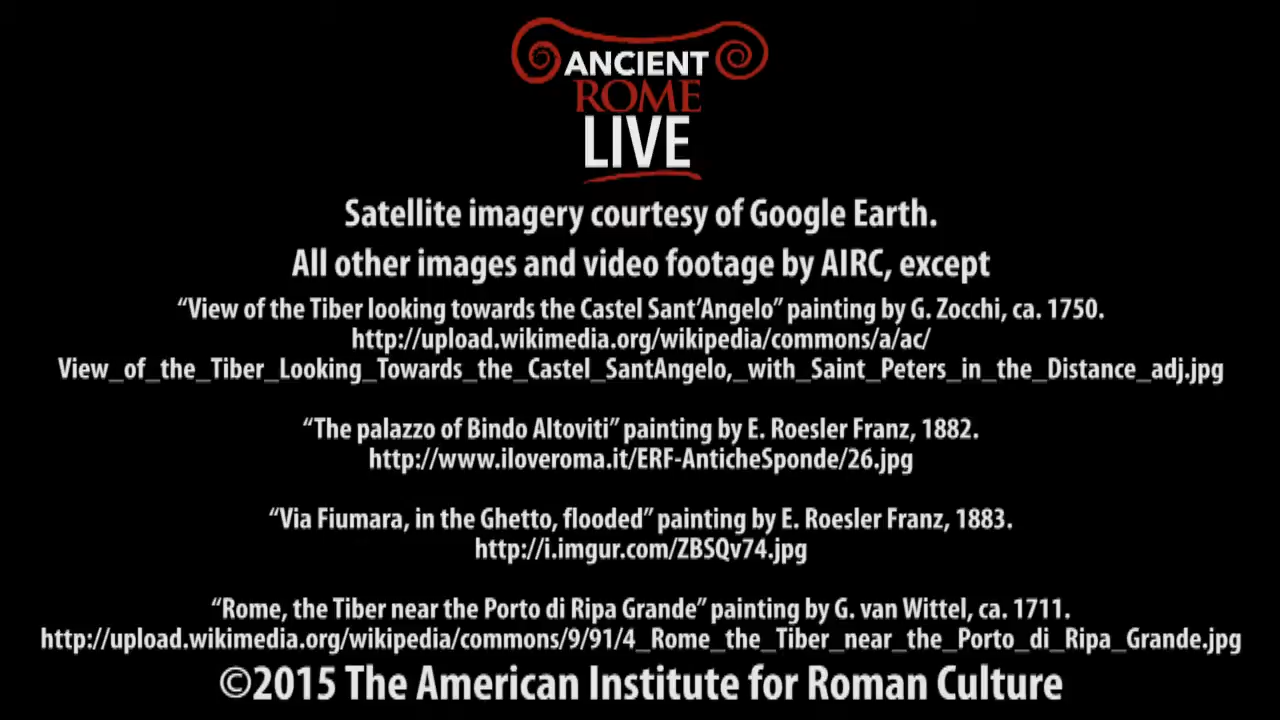 ANCIENT
ROME
LIVE
Satellite imagery courtesy of Google Earth.
All other images and video footage by AIRC, except
“View of the Tiber looking towards the Castel Sant’Angelo” painting by G. Zocchi, ca. 1750.
http://upload.wikimedia.org/wikipedia/commons/a/ac/
View_of_the_Tiber_Looking_Towards_the_Castel_SantAngelo,_with_Saint_Peters_in_the_Distance_adj.jpg
“The palazzo of Bindo Altoviti” painting by E. Roesler Franz, 1882.
http://www.iloveroma.it/ERF-AnticheSponde/26.jpg
“Via Fiumara, in the Ghetto, flooded” painting by E. Roesler Franz, 1883.
http://i.imgur.com/ZBSQv74.jpg
“Rome, the Tiber near the Porto di Ripa Grande” painting by G. van Wittel, ca. 1711.
http://upload.wikimedia.org/wikipedia/commons/9/91/4_Rome_the_Tiber_near_the_Porto_di_Ripa_Grande.jpg
©2015 The American Institute for Roman Culture